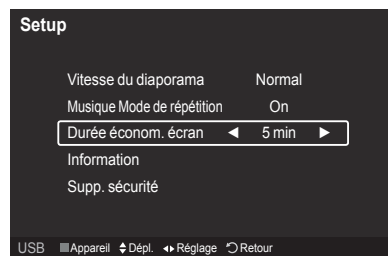 Setup
Vitesse du diaporama Normal
Musique Mode de répétition On
Durée économ. écran ◀ 5 min ▶
Information
Supp. sécurité
USB Appareil Dépl. Réglage Retour